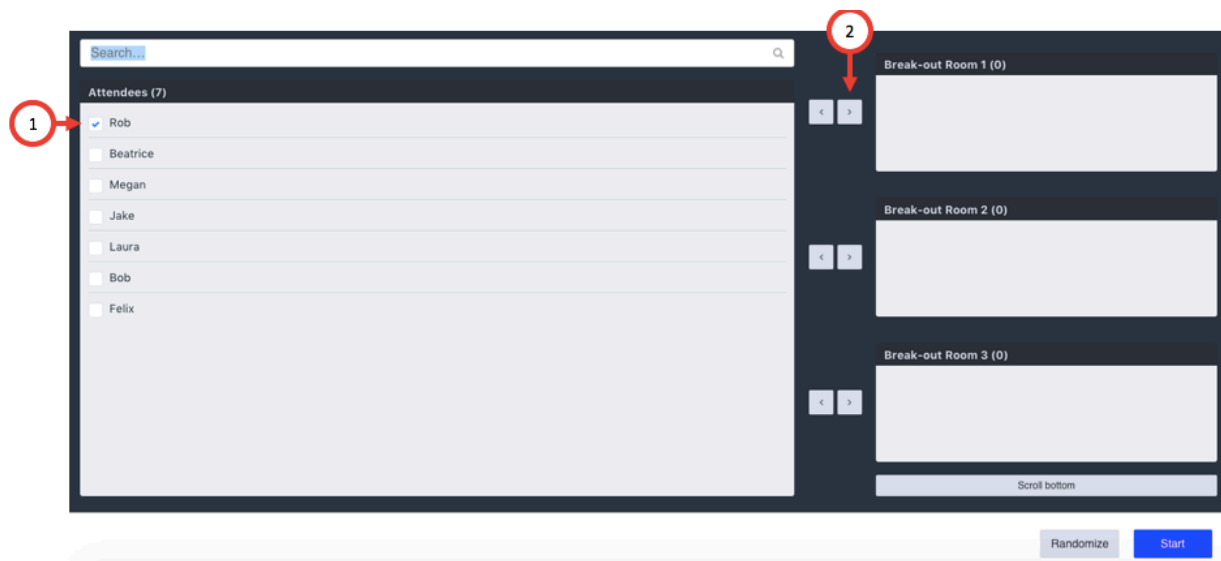 2
Search...
Attendees (7)
1
Rob
Beatrice
Megan
Jake
Laura
Bob
Felix
< >
Break-out Room 1 (0)
< >
Break-out Room 2 (0)
< >
Break-out Room 3 (0)
Scroll bottom
Randomize
Start